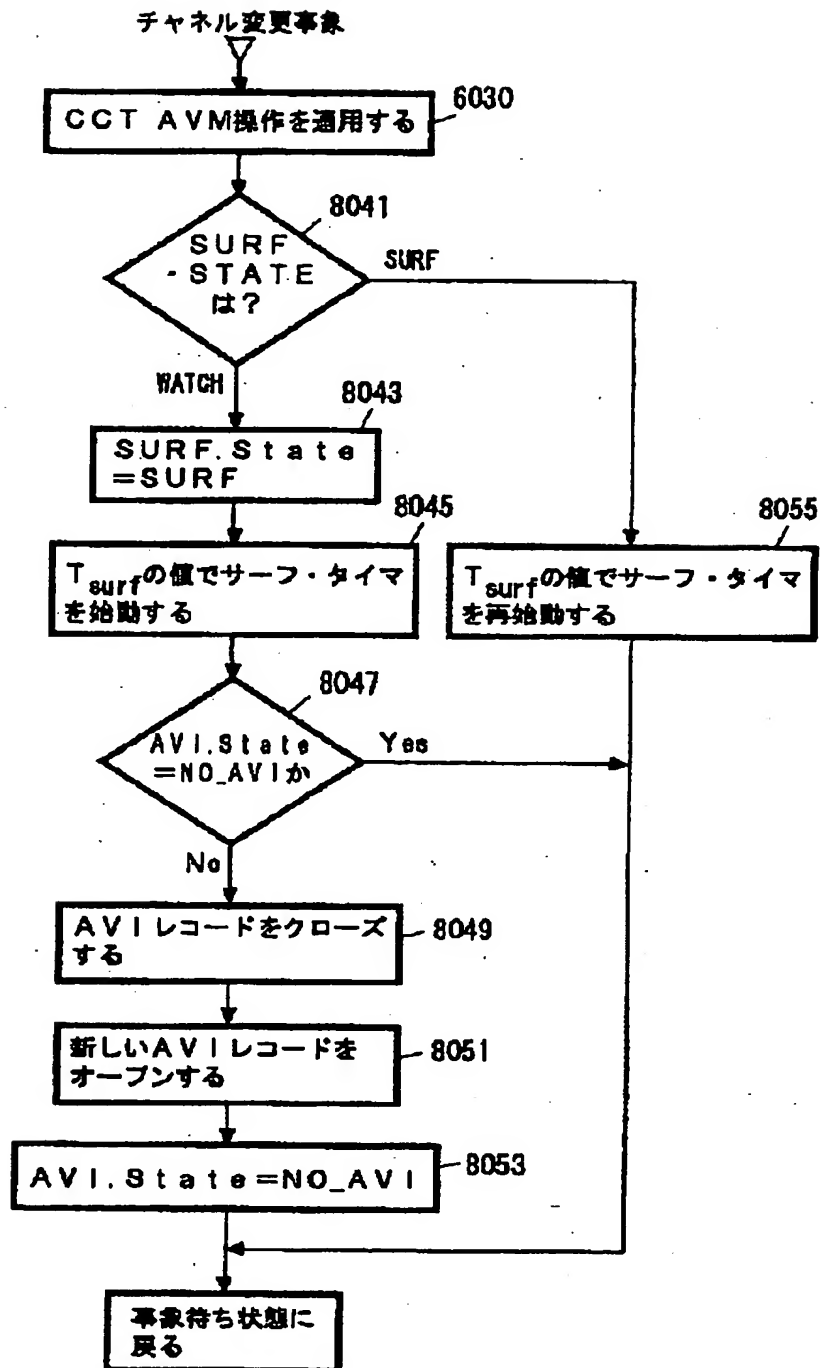 チャネル変更事象
CCT AVM操作を適用する
6030
8041
SURF
-STATE
は?
SURF
WATCH
8043
SURF.State
=SURF
8045
Tsurfの値でサーフ・タイマ
を始動する
8055
Tsurfの値でサーフ・タイマ
を再始動する
8047
AVI.State
=NO_AVIか
Yes
No
AVIレコードをクローズ
する
8049
新しいAVIレコードを
オープンする
8051
AVI.State=NO_AVI
8053
事象待ち状態に
戻る